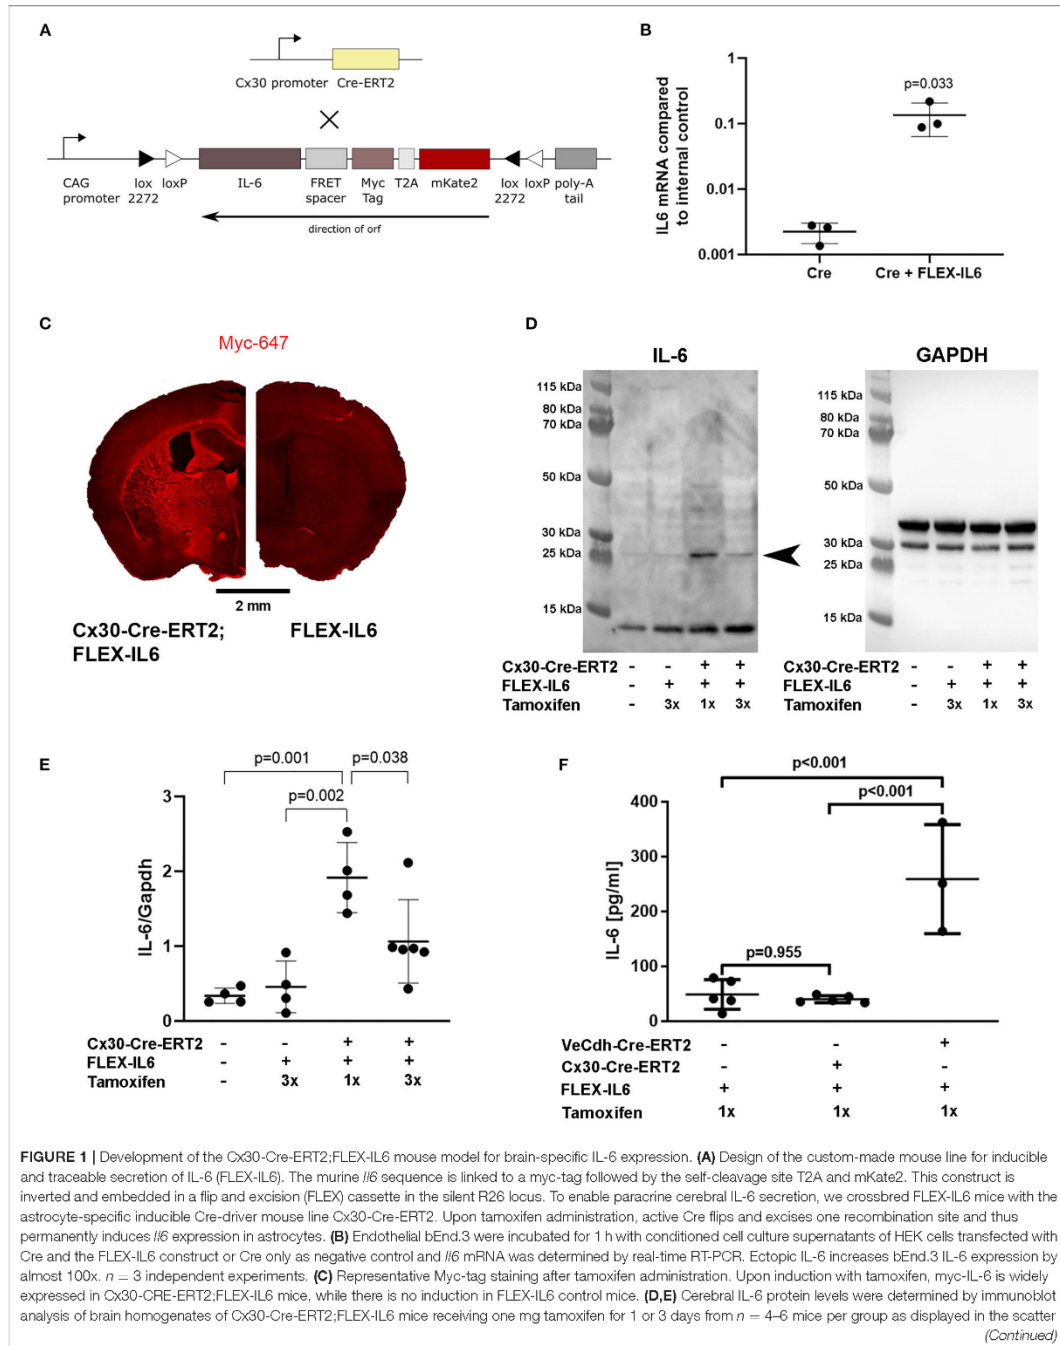 A
Cx30 promoter Cre-ERT2
CAG promoter
lox 2272
loxP
IL-6
FRET spacer
Myc Tag
T2A
mKate2
lox 2272
loxP
poly-A tail
direction of orf
B
IL6 mRNA compared
to internal control
1
0.1
0.01
0.001
p=0.033
Cre
Cre + FLEX-IL6
C
Myc-647
2 mm
Cx30-Cre-ERT2;
FLEX-IL6
FLEX-IL6
D
IL-6
115 kDa
80 kDa
70 kDa
50 kDa
30 kDa
25 kDa
15 kDa
Cx30-Cre-ERT2 - - + +
FLEX-IL6 - + + +
Tamoxifen - 3x 1x 3x
GAPDH
115 kDa
80 kDa
70 kDa
50 kDa
30 kDa
25 kDa
15 kDa
Cx30-Cre-ERT2 - + +
FLEX-IL6 - + + +
Tamoxifen - 3x 1x 3x
E
p=0.001
p=0.038
p=0.002
IL-6/Gapdh
3
2
1
0
Cx30-Cre-ERT2 - - + +
FLEX-IL6 - + + +
Tamoxifen - 3x 1x 3x
F
p<0.001
p<0.001
p=0.955
IL-6 [pg/ml]
400
300
200
100
0
VeCdh-Cre-ERT2 - - +
Cx30-Cre-ERT2 - + -
FLEX-IL6 + + +
Tamoxifen 1x 1x 1x
FIGURE 1 | Development of the Cx30-Cre-ERT2;FLEX-IL6 mouse model for brain-specific IL-6 expression. (A) Design of the custom-made mouse line for inducible
and traceable secretion of IL-6 (FLEX-IL6). The murine Il6 sequence is linked to a myc-tag followed by the self-cleavage site T2A and mKate2. This construct is
inverted and embedded in a flip and excision (FLEX) cassette in the silent R26 locus. To enable paracrine cerebral IL-6 secretion, we crossbred FLEX-IL6 mice with the
astrocyte-specific inducible Cre-driver mouse line Cx30-Cre-ERT2. Upon tamoxifen administration, active Cre flips and excises one recombination site and thus
permanently induces Il6 expression in astrocytes. (B) Endothelial bEnd.3 were incubated for 1 h with conditioned cell culture supernatants of HEK cells transfected with
Cre and the FLEX-IL6 construct or Cre only as negative control and Il6 mRNA was determined by real-time RT-PCR. Ectopic IL-6 increases bEnd.3 IL-6 expression by
almost 100x. n = 3 independent experiments. (C) Representative Myc-tag staining after tamoxifen administration. Upon induction with tamoxifen, myc-IL-6 is widely
expressed in Cx30-CRE-ERT2;FLEX-IL6 mice, while there is no induction in FLEX-IL6 control mice. (D,E) Cerebral IL-6 protein levels were determined by immunoblot
analysis of brain homogenates of Cx30-Cre-ERT2;FLEX-IL6 mice receiving one mg tamoxifen for 1 or 3 days from n = 4–6 mice per group as displayed in the scatter
(Continued)